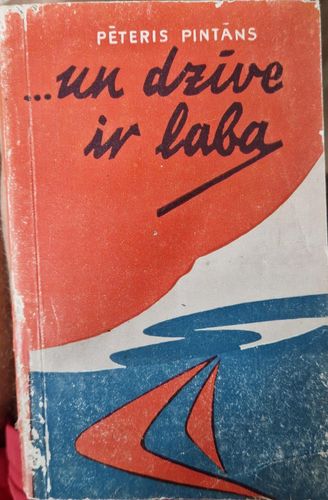 PĒTERIS PINTĀNS
...un dzīve
ir laba